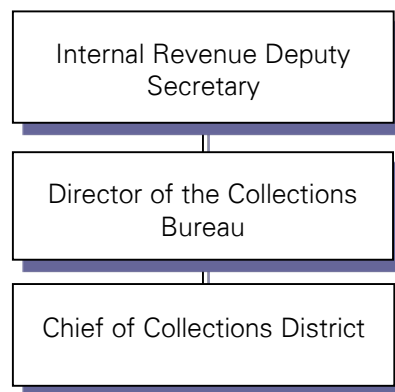 Internal Revenue Deputy
Secretary
Director of the Collections
Bureau
Chief of Collections District